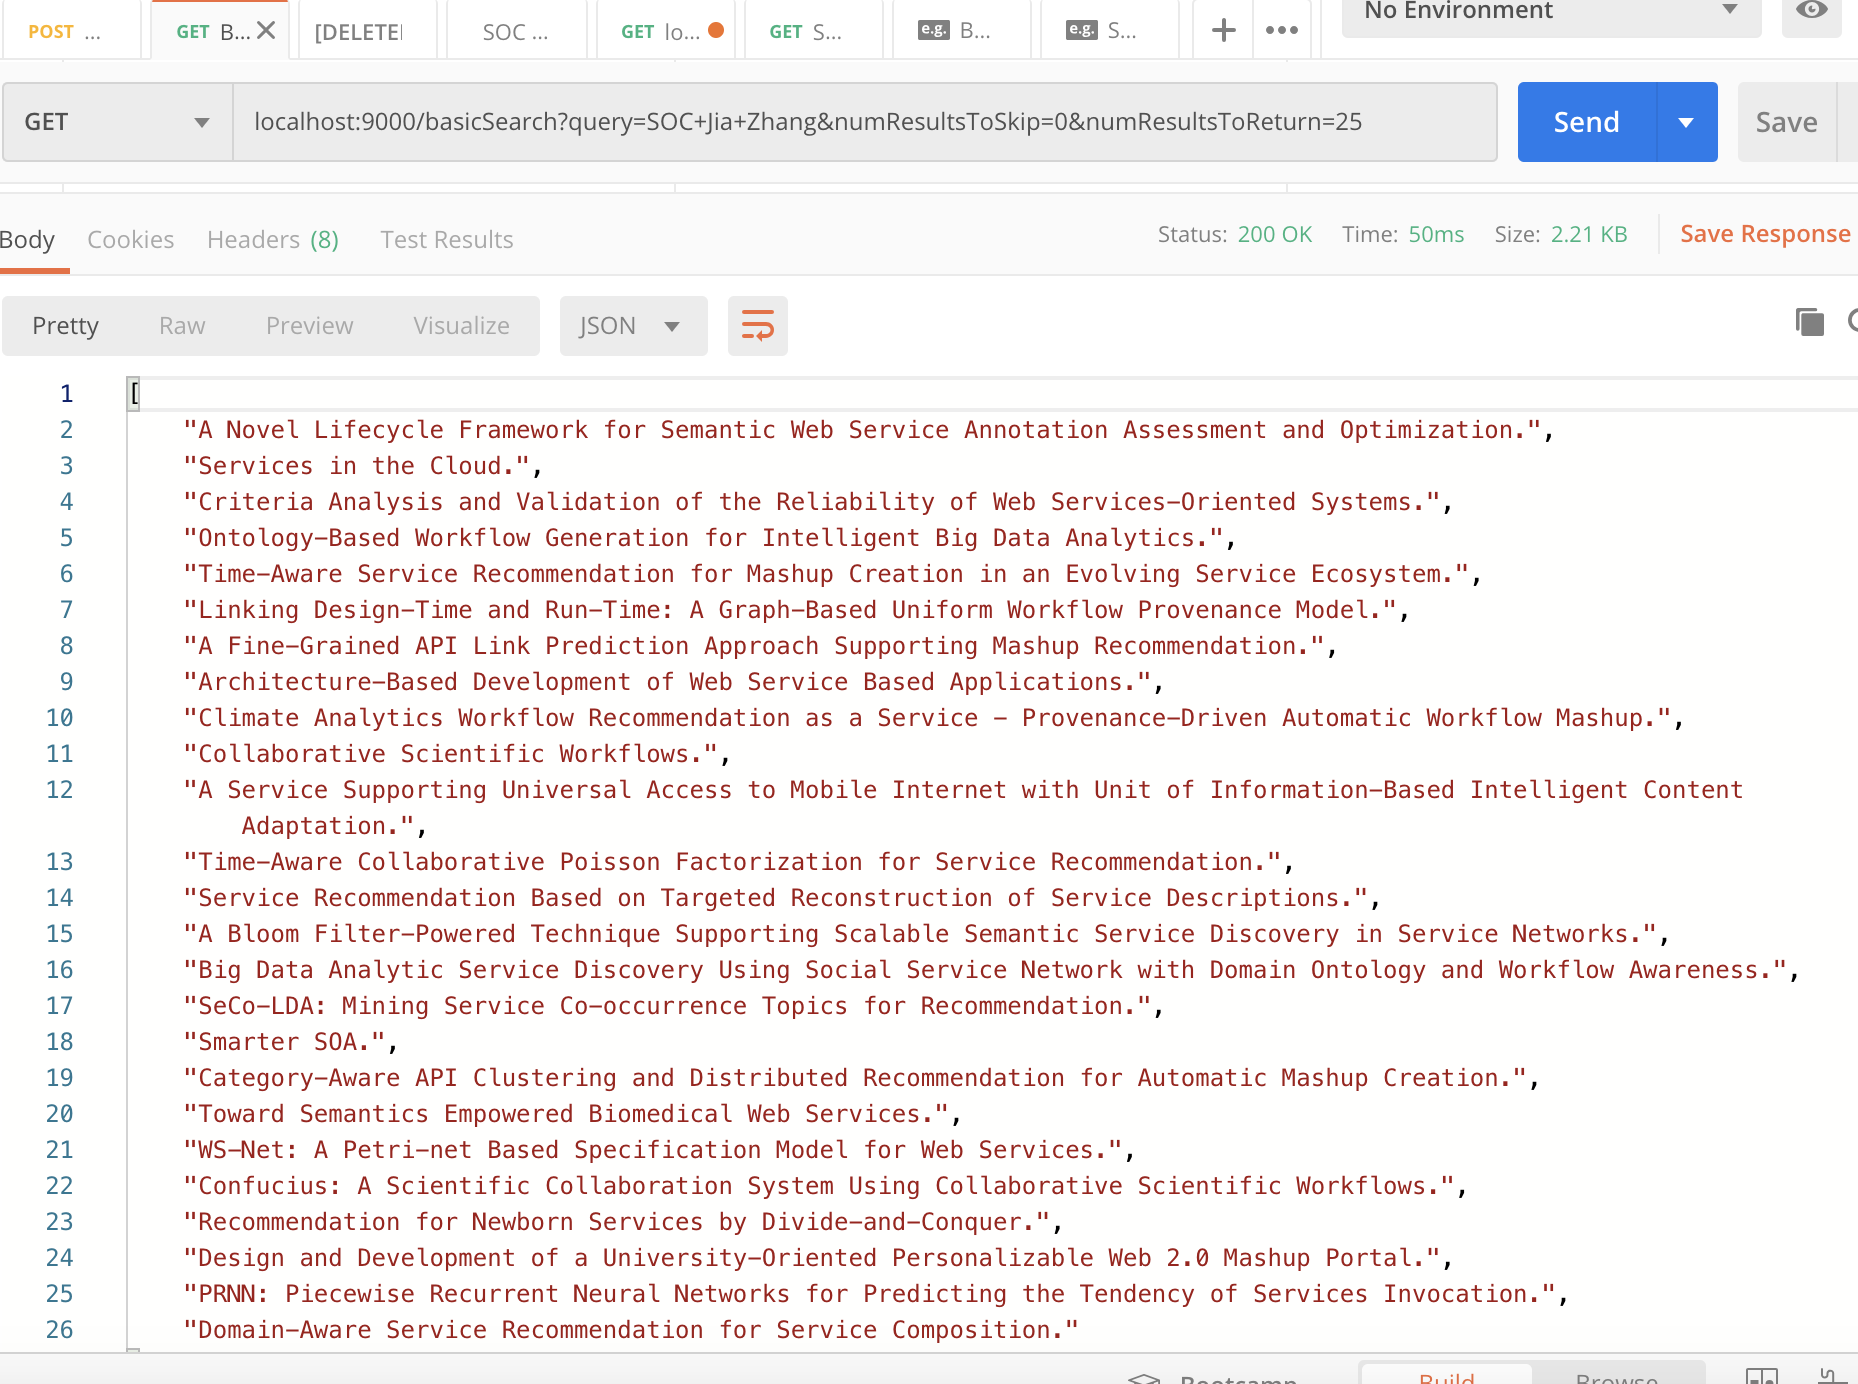 POST ...
GET B...
[DELETE]
SOC ...
GET lo...
GET S...
e.g. B...
e.g. S...
No Environment
GET
localhost:9000/basicSearch?query=SOC+Jia+Zhang&numResultsToSkip=0&numResultsToReturn=25
Send
Save
Body
Cookies
Headers (8)
Test Results
Status: 200 OK
Time: 50ms
Size: 2.21 KB
Save Response
Pretty
Raw
Preview
Visualize
JSON
1 [
2 "A Novel Lifecycle Framework for Semantic Web Service Annotation Assessment and Optimization.",
3 "Services in the Cloud.",
4 "Criteria Analysis and Validation of the Reliability of Web Services-Oriented Systems.",
5 "Ontology-Based Workflow Generation for Intelligent Big Data Analytics.",
6 "Time-Aware Service Recommendation for Mashup Creation in an Evolving Service Ecosystem.",
7 "Linking Design-Time and Run-Time: A Graph-Based Uniform Workflow Provenance Model.",
8 "A Fine-Grained API Link Prediction Approach Supporting Mashup Recommendation.",
9 "Architecture-Based Development of Web Service Based Applications.",
10 "Climate Analytics Workflow Recommendation as a Service - Provenance-Driven Automatic Workflow Mashup.",
11 "Collaborative Scientific Workflows.",
12 "A Service Supporting Universal Access to Mobile Internet with Unit of Information-Based Intelligent Content
Adaptation.",
13 "Time-Aware Collaborative Poisson Factorization for Service Recommendation.",
14 "Service Recommendation Based on Targeted Reconstruction of Service Descriptions.",
15 "A Bloom Filter-Powered Technique Supporting Scalable Semantic Service Discovery in Service Networks.",
16 "Big Data Analytic Service Discovery Using Social Service Network with Domain Ontology and Workflow Awareness.",
17 "SeCo-LDA: Mining Service Co-occurrence Topics for Recommendation.",
18 "Smarter SOA.",
19 "Category-Aware API Clustering and Distributed Recommendation for Automatic Mashup Creation.",
20 "Toward Semantics Empowered Biomedical Web Services.",
21 "WS-Net: A Petri-net Based Specification Model for Web Services.",
22 "Confucius: A Scientific Collaboration System Using Collaborative Scientific Workflows.",
23 "Recommendation for Newborn Services by Divide-and-Conquer.",
24 "Design and Development of a University-Oriented Personalizable Web 2.0 Mashup Portal.",
25 "PRNN: Piecewise Recurrent Neural Networks for Predicting the Tendency of Services Invocation.",
26 "Domain-Aware Service Recommendation for Service Composition."
Bootcamp
Build
Browse